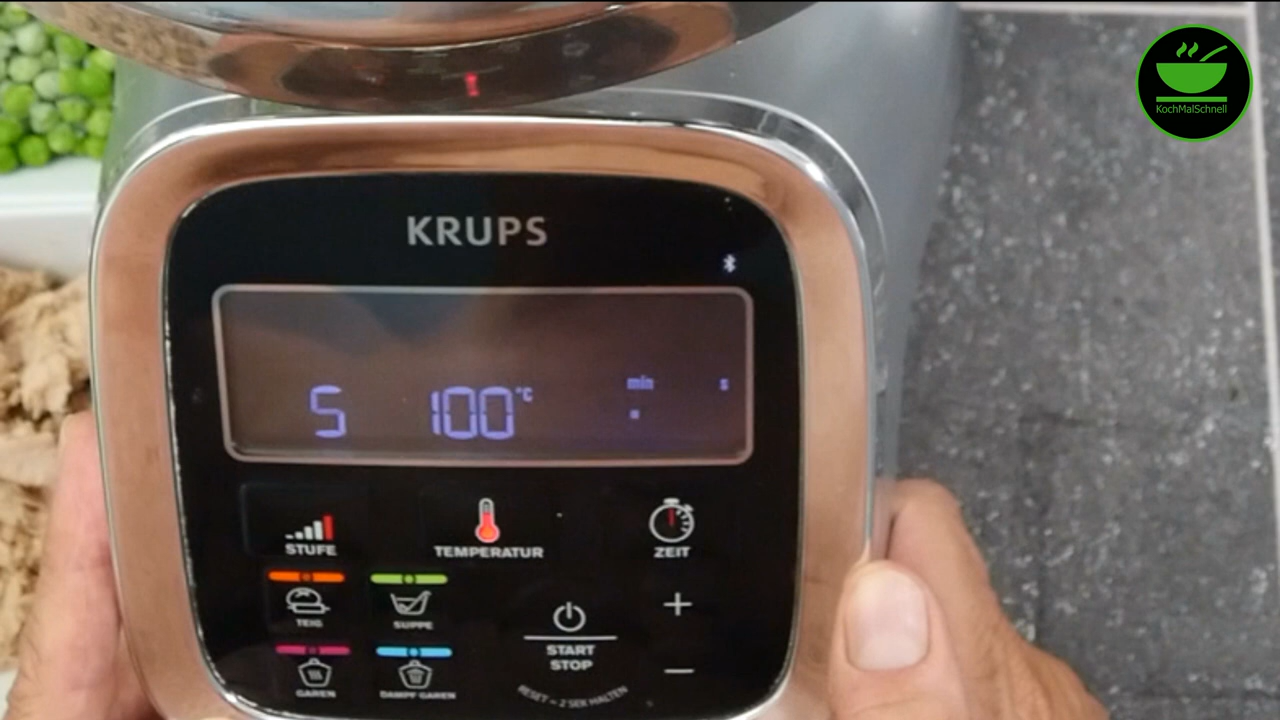 KochMalSchnell
KRUPS
min s
5 100 °C
STUFE
TEMPERATUR
ZEIT
TEIG
SUPPE
START
STOP
GAREN
DAMPF GAREN
RESET = 2 SEK HALTEN